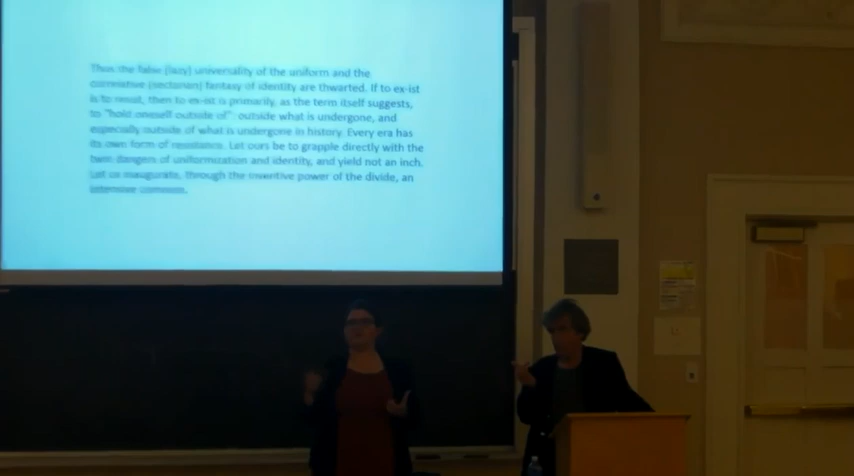 Thus the false (lazy) universality of the uniform and the
correlative (sectarian) fantasy of identity are thwarted. If to ex-ist
is to resist, then to ex-ist is primarily, as the term itself suggests,
to "hold oneself outside of": outside what is undergone, and
especially outside of what is undergone in history. Every era has
its own form of resistance. Let ours be to grapple directly with the
twin dangers of uniformization and identity, and yield not an inch.
Let us inaugurate, through the inventive power of the divide, an
intensive common.